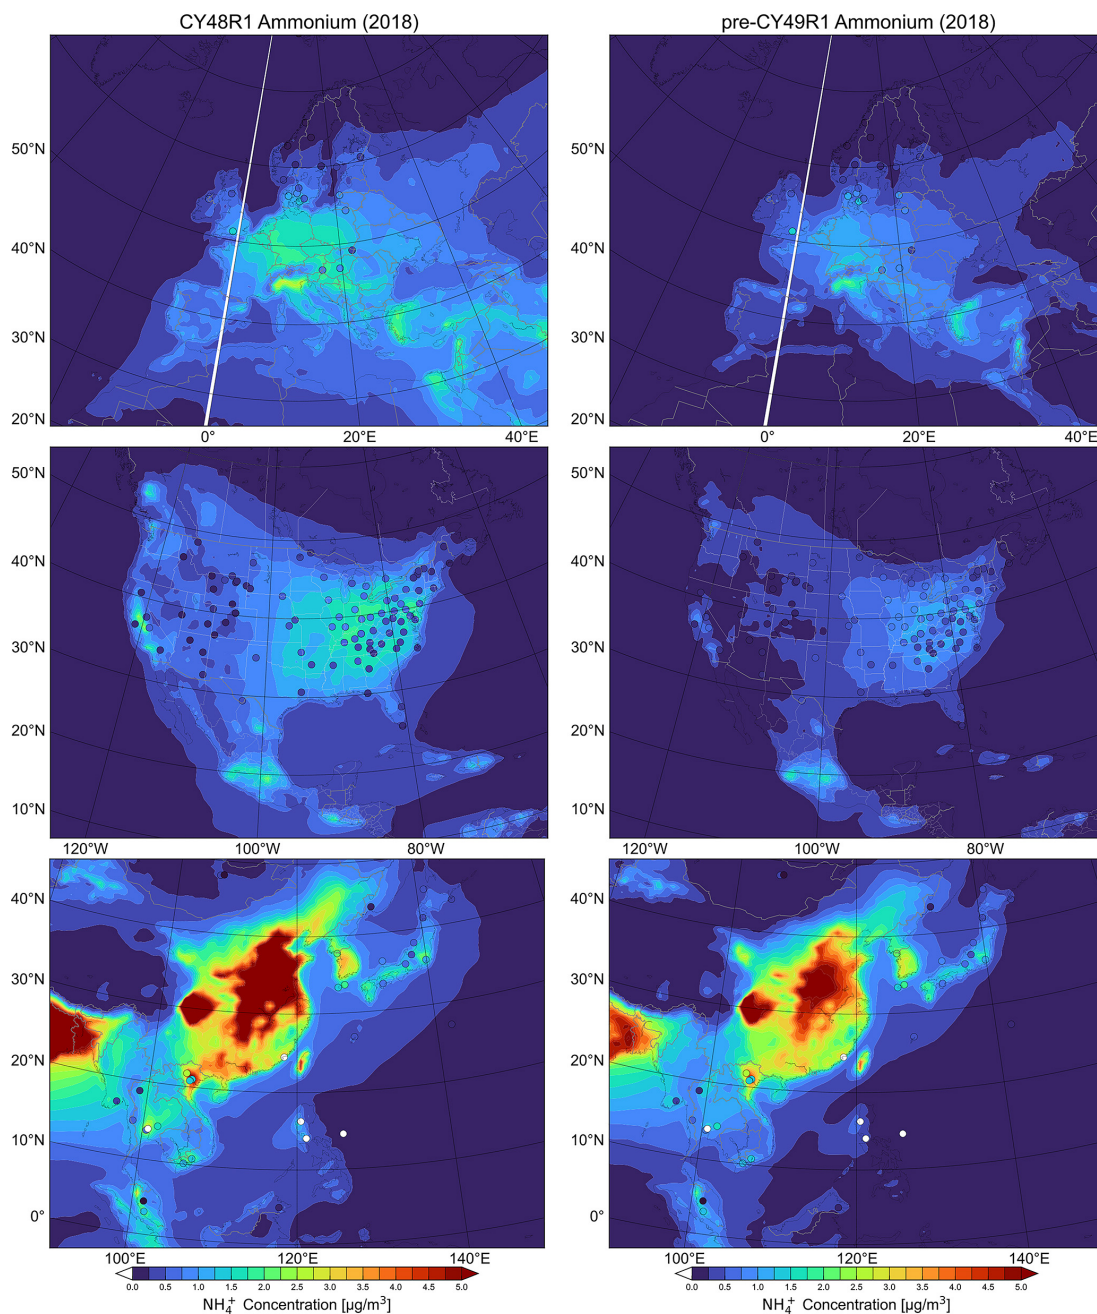 CY48R1 Ammonium (2018)
pre-CY49R1 Ammonium (2018)
50°N
40°N
30°N
20°N
0°
20°E
40°E
50°N
40°N
30°N
20°N
0°
20°E
40°E
50°N
40°N
30°N
20°N
10°N
120°W
100°W
80°W
50°N
40°N
30°N
20°N
10°N
120°W
100°W
80°W
40°N
30°N
20°N
10°N
0°
100°E
120°E
140°E
40°N
30°N
20°N
10°N
0°
100°E
120°E
140°E
0.0 0.5 1.0 1.5 2.0 2.5 3.0 3.5 4.0 4.5 5.0
NH₄⁺ Concentration [μg/m³]
0.0 0.5 1.0 1.5 2.0 2.5 3.0 3.5 4.0 4.5 5.0
NH₄⁺ Concentration [μg/m³]